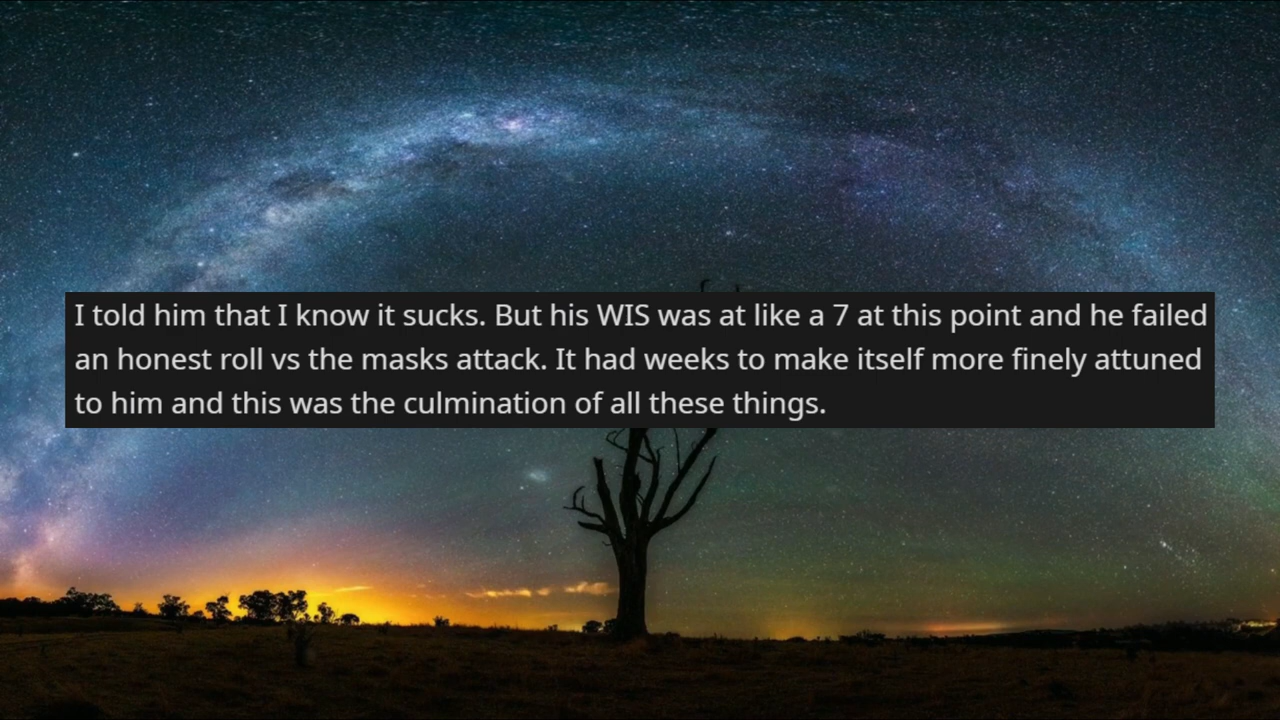 I told him that I know it sucks. But his WIS was at like a 7 at this point and he failed
an honest roll vs the masks attack. It had weeks to make itself more finely attuned
to him and this was the culmination of all these things.